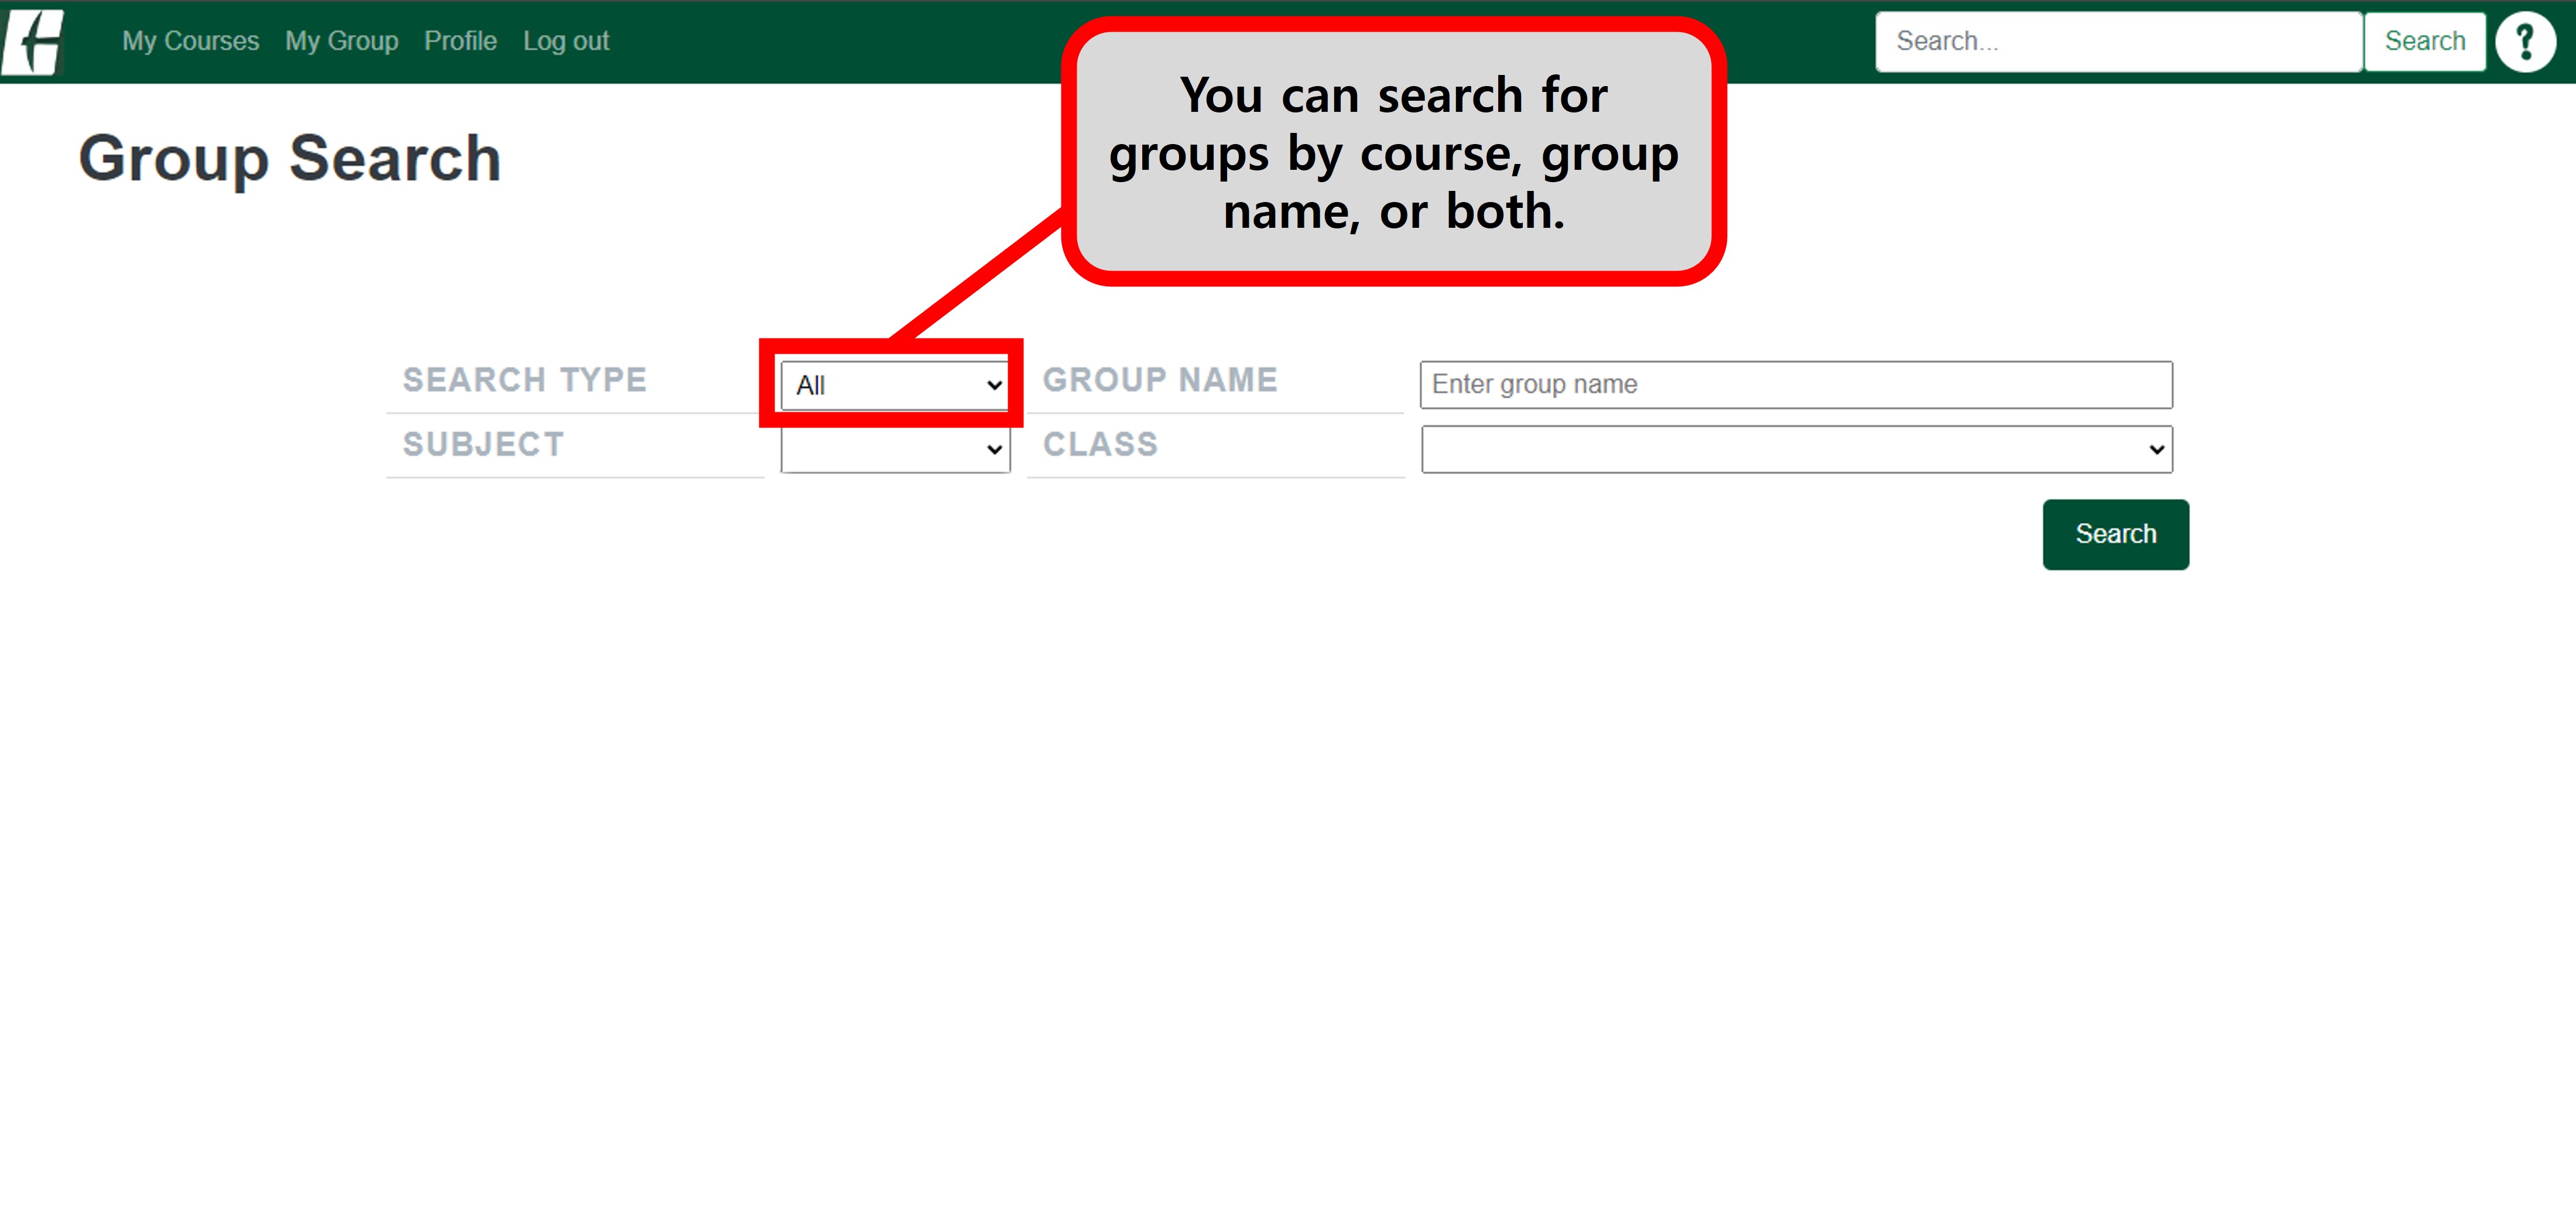 My Courses My Group Profile Log out Search... Search ?
You can search for
groups by course, group
name, or both.
Group Search
SEARCH TYPE All GROUP NAME Enter group name
SUBJECT CLASS
Search